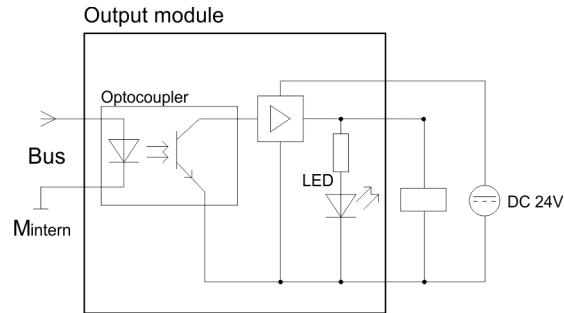 Output module
Optocoupler
Bus
LED
DC 24V
Mintern